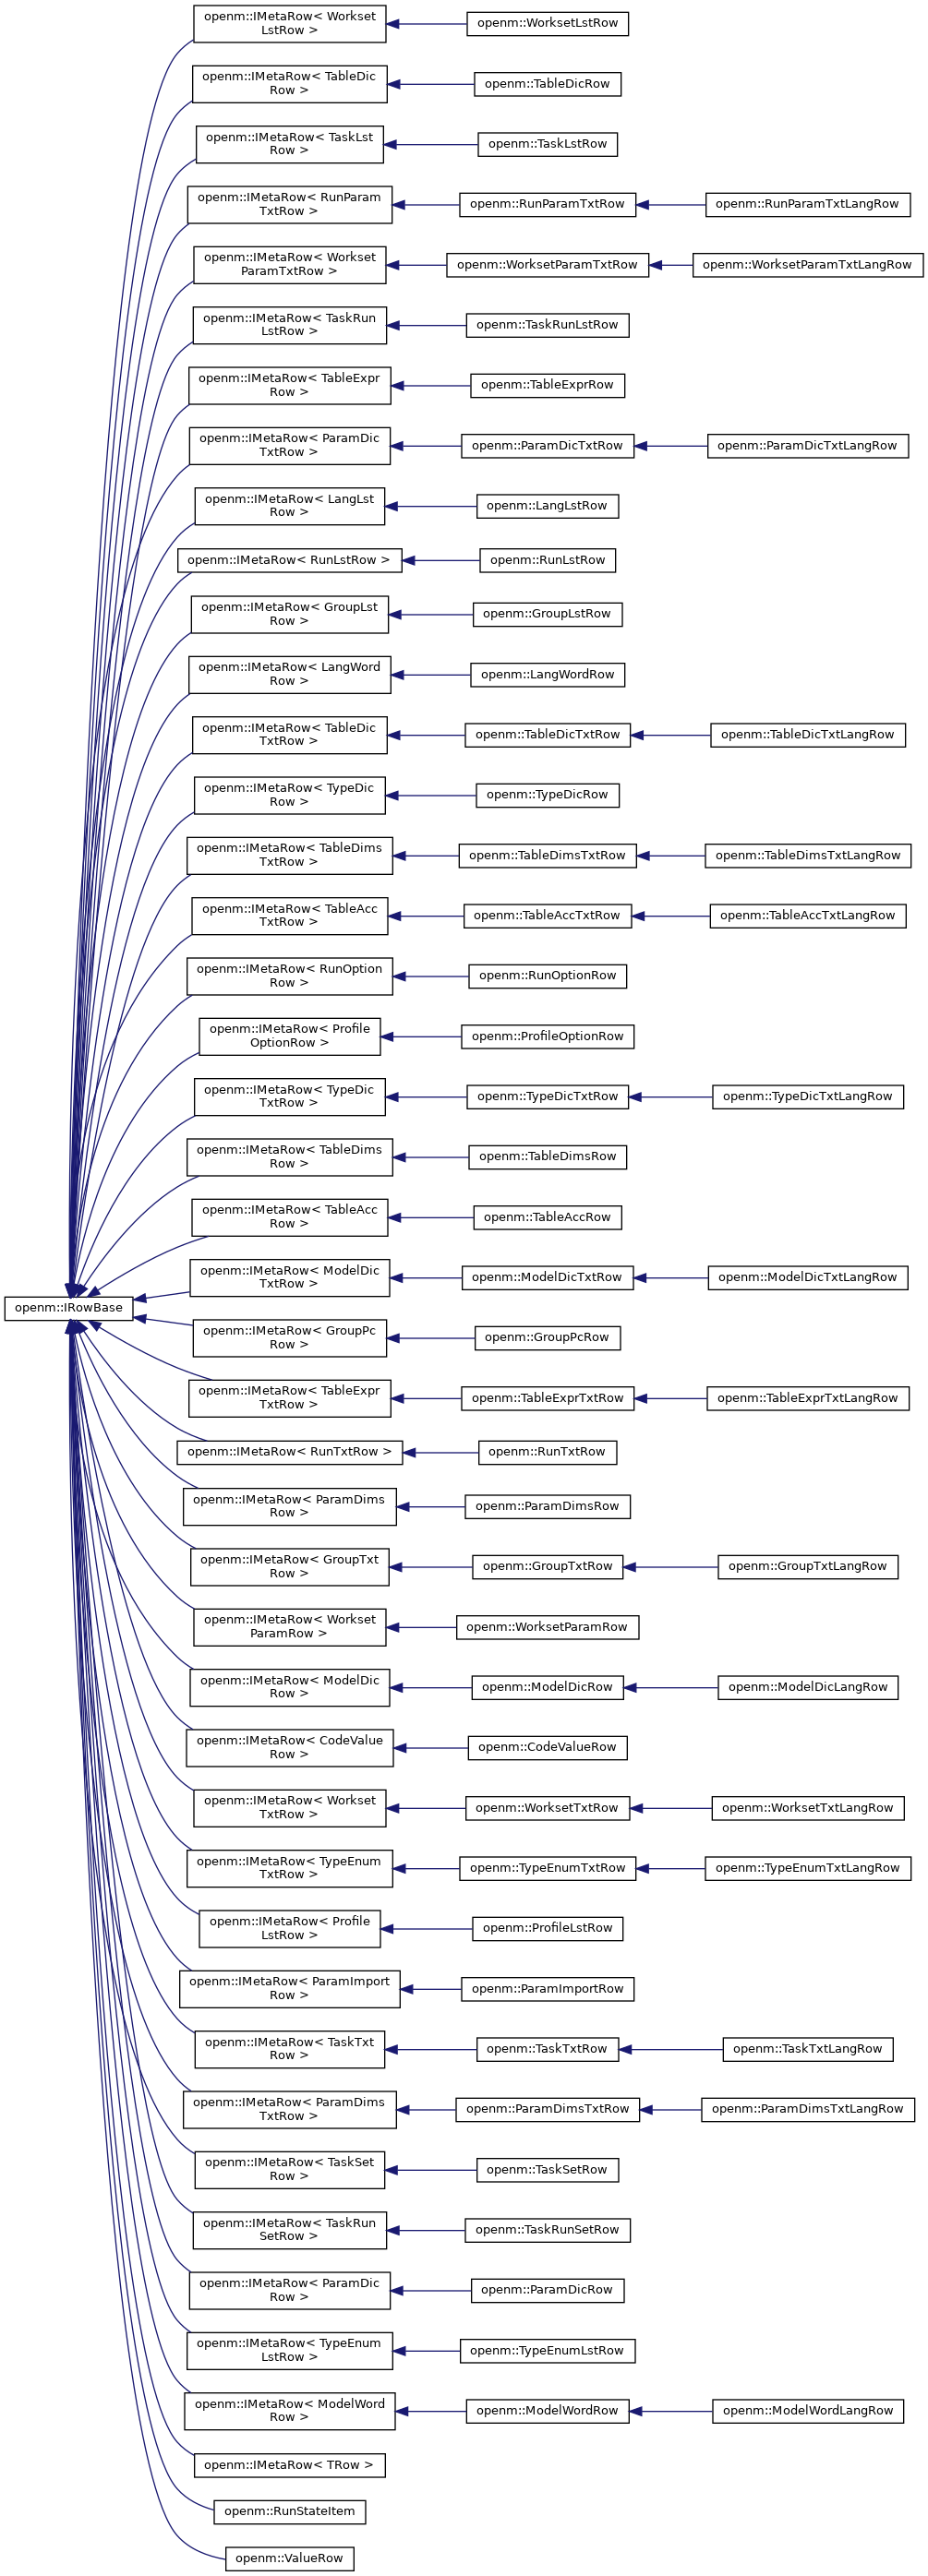 openm::IMetaRow< Workset
LstRow >
openm::WorksetLstRow
openm::IMetaRow< TableDic
Row >
openm::TableDicRow
openm::IMetaRow< TaskLst
Row >
openm::TaskLstRow
openm::IMetaRow< RunParam
TxtRow >
openm::RunParamTxtRow
openm::RunParamTxtLangRow
openm::IMetaRow< Workset
ParamTxtRow >
openm::WorksetParamTxtRow
openm::WorksetParamTxtLangRow
openm::IMetaRow< TaskRun
LstRow >
openm::TaskRunLstRow
openm::IMetaRow< TableExpr
Row >
openm::TableExprRow
openm::IMetaRow< ParamDic
TxtRow >
openm::ParamDicTxtRow
openm::ParamDicTxtLangRow
openm::IMetaRow< LangLst
Row >
openm::LangLstRow
openm::IMetaRow< RunLstRow >
openm::RunLstRow
openm::IMetaRow< GroupLst
Row >
openm::GroupLstRow
openm::IMetaRow< LangWord
Row >
openm::LangWordRow
openm::IMetaRow< TableDic
TxtRow >
openm::TableDicTxtRow
openm::TableDicTxtLangRow
openm::IMetaRow< TypeDic
Row >
openm::TypeDicRow
openm::IMetaRow< TableDims
TxtRow >
openm::TableDimsTxtRow
openm::TableDimsTxtLangRow
openm::IMetaRow< TableAcc
TxtRow >
openm::TableAccTxtRow
openm::TableAccTxtLangRow
openm::IMetaRow< RunOption
Row >
openm::RunOptionRow
openm::IMetaRow< Profile
OptionRow >
openm::ProfileOptionRow
openm::IMetaRow< TypeDic
TxtRow >
openm::TypeDicTxtRow
openm::TypeDicTxtLangRow
openm::IMetaRow< TableDims
Row >
openm::TableDimsRow
openm::IMetaRow< TableAcc
Row >
openm::TableAccRow
openm::IMetaRow< ModelDic
TxtRow >
openm::ModelDicTxtRow
openm::ModelDicTxtLangRow
openm::IRowBase
openm::IMetaRow< GroupPc
Row >
openm::GroupPcRow
openm::IMetaRow< TableExpr
TxtRow >
openm::TableExprTxtRow
openm::TableExprTxtLangRow
openm::IMetaRow< RunTxtRow >
openm::RunTxtRow
openm::IMetaRow< ParamDims
Row >
openm::ParamDimsRow
openm::IMetaRow< GroupTxt
Row >
openm::GroupTxtRow
openm::GroupTxtLangRow
openm::IMetaRow< Workset
ParamRow >
openm::WorksetParamRow
openm::IMetaRow< ModelDic
Row >
openm::ModelDicRow
openm::ModelDicLangRow
openm::IMetaRow< CodeValue
Row >
openm::CodeValueRow
openm::IMetaRow< Workset
TxtRow >
openm::WorksetTxtRow
openm::WorksetTxtLangRow
openm::IMetaRow< TypeEnum
TxtRow >
openm::TypeEnumTxtRow
openm::TypeEnumTxtLangRow
openm::IMetaRow< Profile
LstRow >
openm::ProfileLstRow
openm::IMetaRow< ParamImport
Row >
openm::ParamImportRow
openm::IMetaRow< TaskTxt
Row >
openm::TaskTxtRow
openm::TaskTxtLangRow
openm::IMetaRow< ParamDims
TxtRow >
openm::ParamDimsTxtRow
openm::ParamDimsTxtLangRow
openm::IMetaRow< TaskSet
Row >
openm::TaskSetRow
openm::IMetaRow< TaskRun
SetRow >
openm::TaskRunSetRow
openm::IMetaRow< ParamDic
Row >
openm::ParamDicRow
openm::IMetaRow< TypeEnum
LstRow >
openm::TypeEnumLstRow
openm::IMetaRow< ModelWord
Row >
openm::ModelWordRow
openm::ModelWordLangRow
openm::IMetaRow< TRow >
openm::RunStateItem
openm::ValueRow